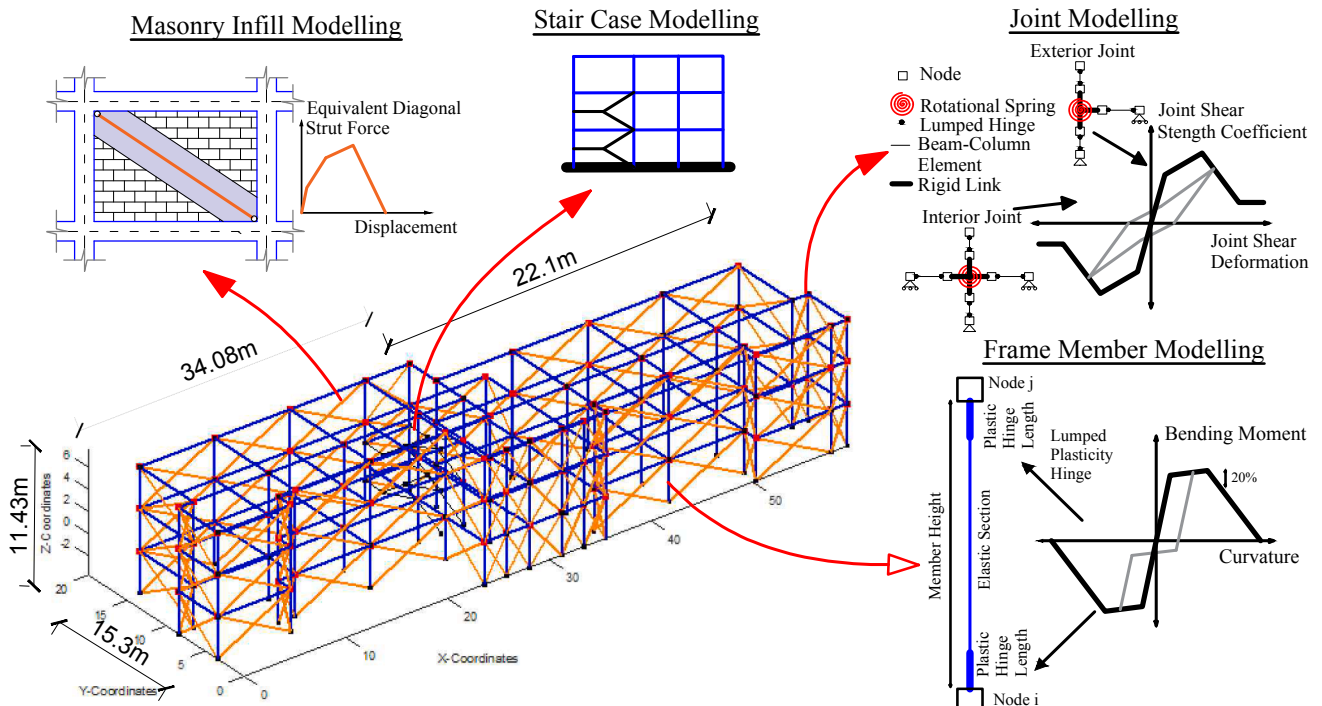 Masonry Infill Modelling
Equivalent Diagonal
Strut Force
Displacement
Stair Case Modelling
Joint Modelling
Exterior Joint
Node
Rotational Spring
Lumped Hinge
Beam-Column
Element
Rigid Link
Interior Joint
Joint Shear
Stength Coefficient
Joint Shear
Deformation
22.1m
34.08m
11.43m
15.3m
Z-Coordinates
6
4
2
0
-2
20
15
10
5
0
Y-Coordinates
0
10
20
30
40
50
X-Coordinates
Frame Member Modelling
Node j
Plastic
Hinge
Length
Member Height
Elastic Section
Plastic
Hinge
Length
Node i
Lumped
Plasticity
Hinge
Bending Moment
20%
Curvature